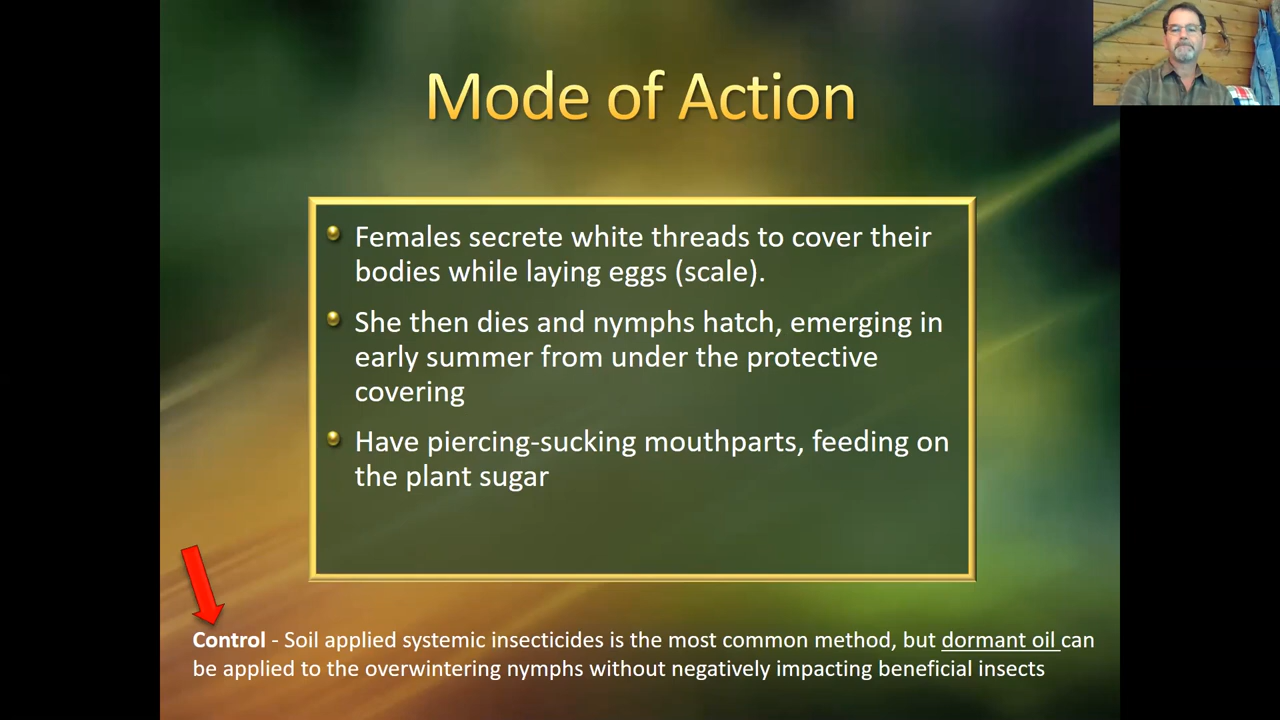 Mode of Action
Females secrete white threads to cover their
bodies while laying eggs (scale).
She then dies and nymphs hatch, emerging in
early summer from under the protective
covering
Have piercing-sucking mouthparts, feeding on
the plant sugar
Control - Soil applied systemic insecticides is the most common method, but dormant oil can
be applied to the overwintering nymphs without negatively impacting beneficial insects